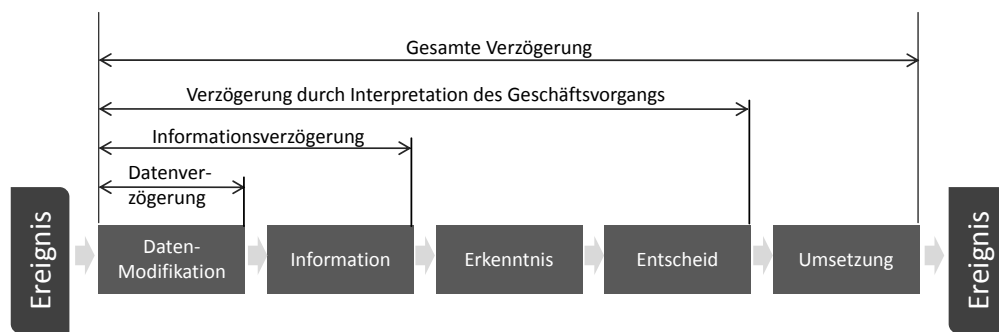 Gesamte Verzögerung
Verzögerung durch Interpretation des Geschäftsvorgangs
Informationsverzögerung
Datenver-
zögerung
Ereignis
Daten-
Modifikation
Information
Erkenntnis
Entscheid
Umsetzung
Ereignis